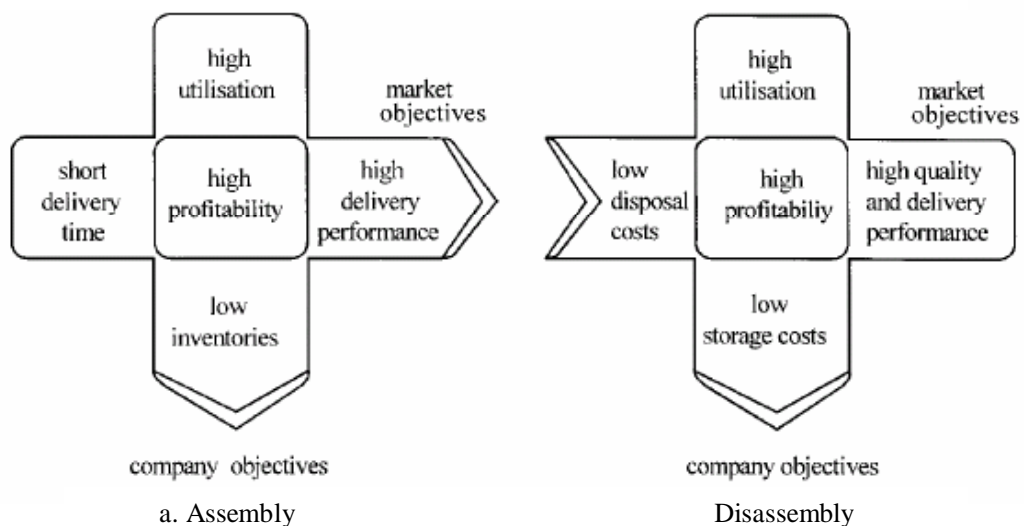 high
utilisation
market
objectives
short
delivery
time
high
profitability
high
delivery
performance
low
inventories
company objectives
a. Assembly
high
utilisation
market
objectives
low
disposal
costs
high
profitabiliy
high quality
and delivery
performance
low
storage costs
company objectives
Disassembly